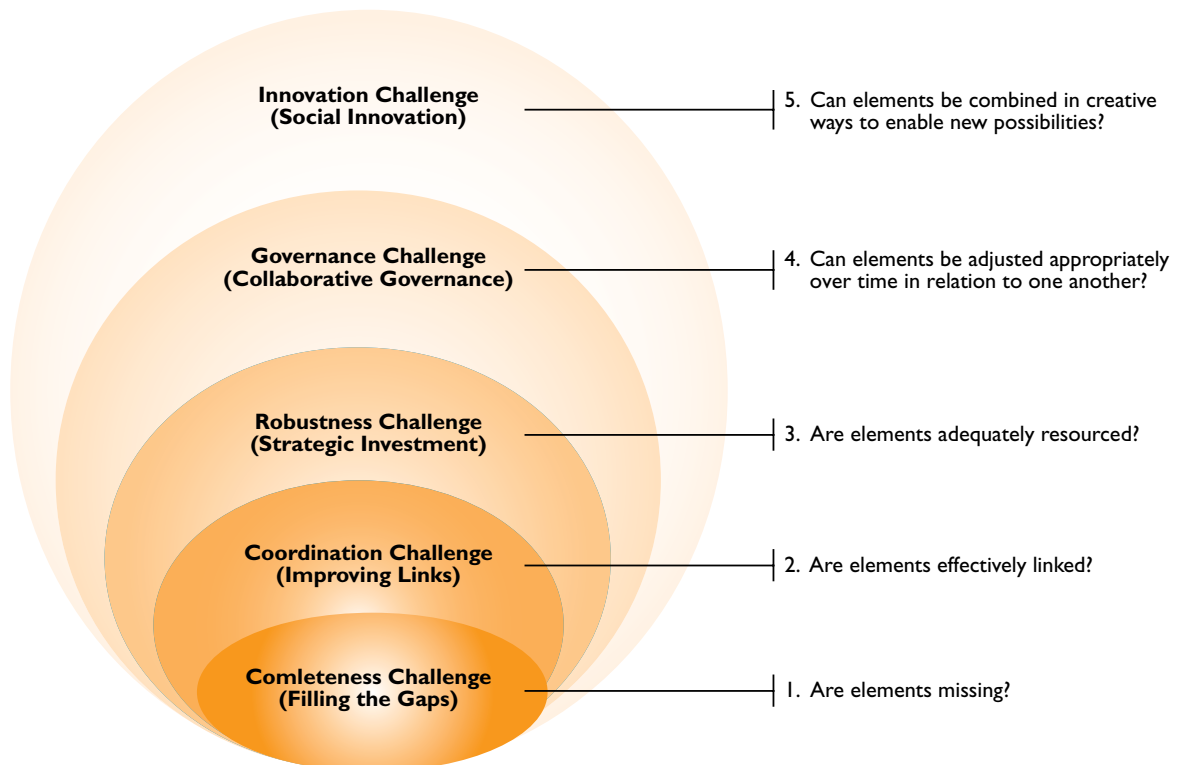 Innovation Challenge
(Social Innovation)
5. Can elements be combined in creative
ways to enable new possibilities?
Governance Challenge
(Collaborative Governance)
4. Can elements be adjusted appropriately
over time in relation to one another?
Robustness Challenge
(Strategic Investment)
3. Are elements adequately resourced?
Coordination Challenge
(Improving Links)
2. Are elements effectively linked?
Comleteness Challenge
(Filling the Gaps)
1. Are elements missing?